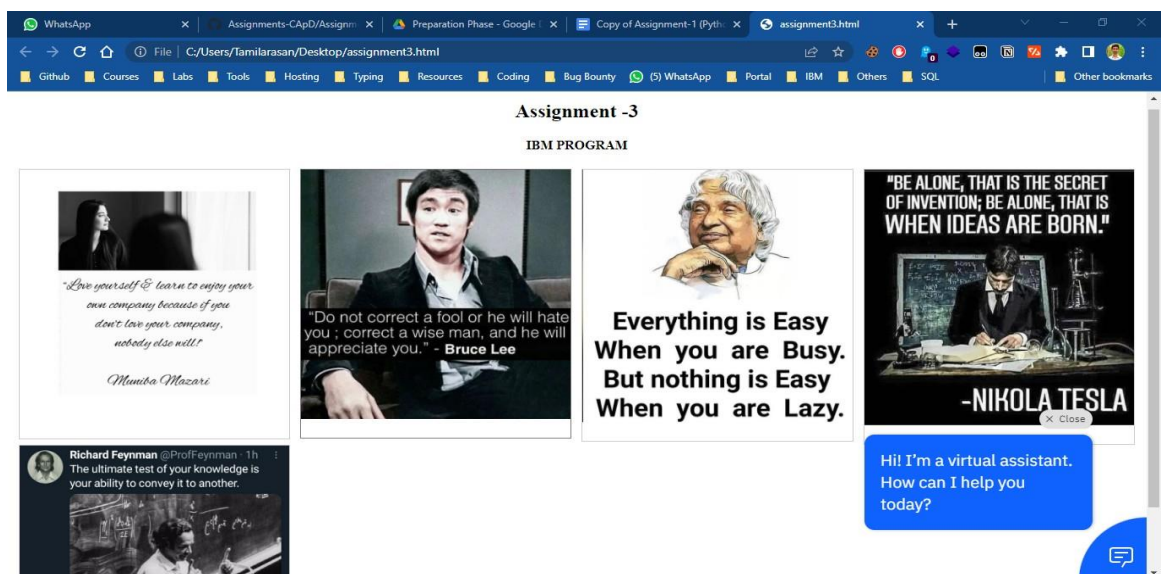 WhatsApp
Assignments-CApD/Assignm
Preparation Phase - Google
Copy of Assignment-1 (Pyth
assignment3.html
File | C:/Users/Tamilarasan/Desktop/assignment3.html
0
Github
Courses
Labs
Tools
Hosting
Typing
Resources
Coding
Bug Bounty
(5) WhatsApp
Portal
IBM
Others
SQL
Other bookmarks
Assignment -3
IBM PROGRAM
"Love yourself & learn to enjoy your
own company because if you
don't love your company,
nobody else will!"
Muniba Mazari
"Do not correct a fool or he will hate
you ; correct a wise man, and he will
appreciate you." - Bruce Lee
Everything is Easy
When you are Busy.
But nothing is Easy
When you are Lazy.
"BE ALONE, THAT IS THE SECRET
OF INVENTION; BE ALONE, THAT IS
WHEN IDEAS ARE BORN."
-NIKOLA TESLA
Richard Feynman @ProfFeynman · 1h
The ultimate test of your knowledge is
your ability to convey it to another.
× Close
Hi! I'm a virtual assistant.
How can I help you
today?